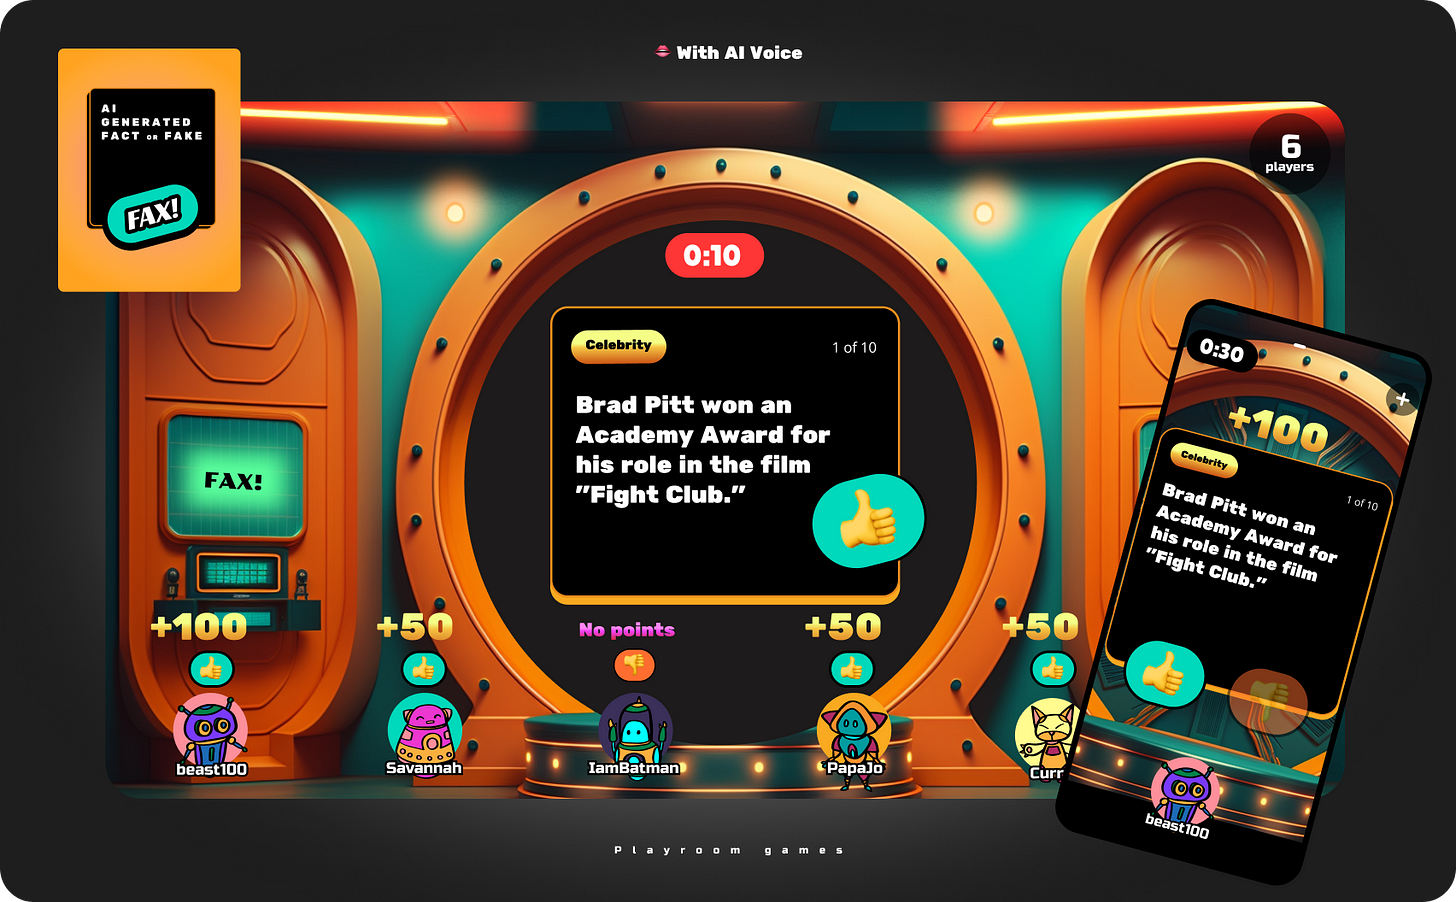 With AI Voice
AI
GENERATED
FACT OR FAKE
FAX!
6
players
0:10
Celebrity
1 of 10
Brad Pitt won an
Academy Award for
his role in the film
"Fight Club."
FAX!
+100
+50
No points
+50
+50
beast100
Savannah
IamBatman
PapaJo
Curr
0:30
+
+100
Celebrity
1 of 10
Brad Pitt won an
Academy Award for
his role in the film
"Fight Club."
beast100
Playroom games